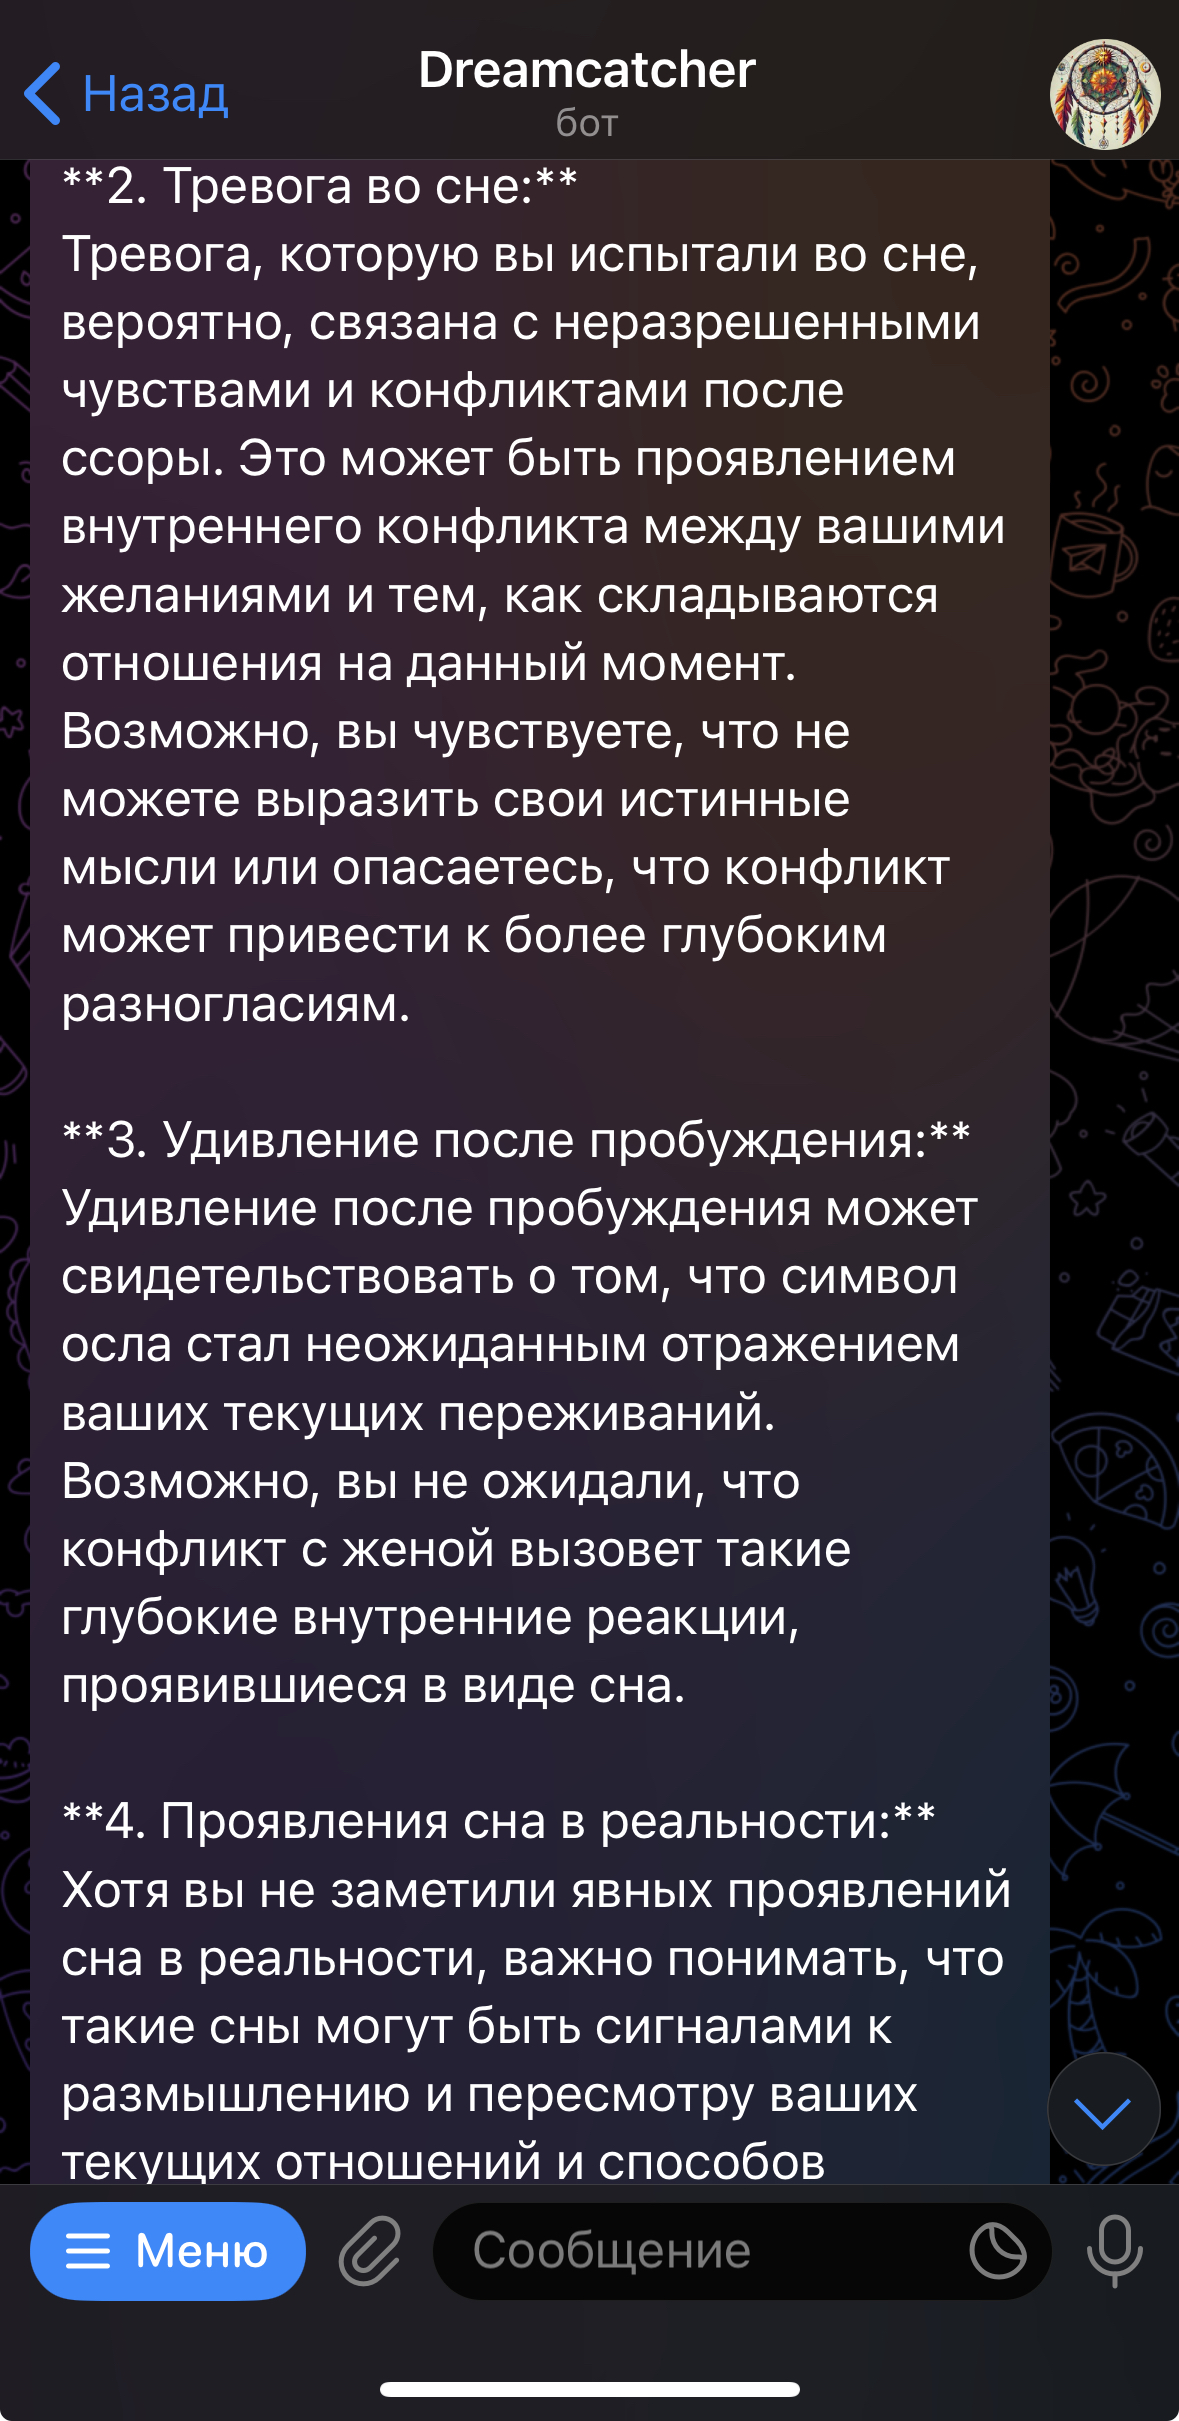 Назад
Dreamcatcher
бот
**2. Тревога во сне:**
Тревога, которую вы испытали во сне,
вероятно, связана с неразрешенными
чувствами и конфликтами после
ссоры. Это может быть проявлением
внутреннего конфликта между вашими
желаниями и тем, как складываются
отношения на данный момент.
Возможно, вы чувствуете, что не
можете выразить свои истинные
мысли или опасаетесь, что конфликт
может привести к более глубоким
разногласиям.
**3. Удивление после пробуждения:**
Удивление после пробуждения может
свидетельствовать о том, что символ
осла стал неожиданным отражением
ваших текущих переживаний.
Возможно, вы не ожидали, что
конфликт с женой вызовет такие
глубокие внутренние реакции,
проявившиеся в виде сна.
**4. Проявления сна в реальности:**
Хотя вы не заметили явных проявлений
сна в реальности, важно понимать, что
такие сны могут быть сигналами к
размышлению и пересмотру ваших
текущих отношений и способов
Меню
Сообщение